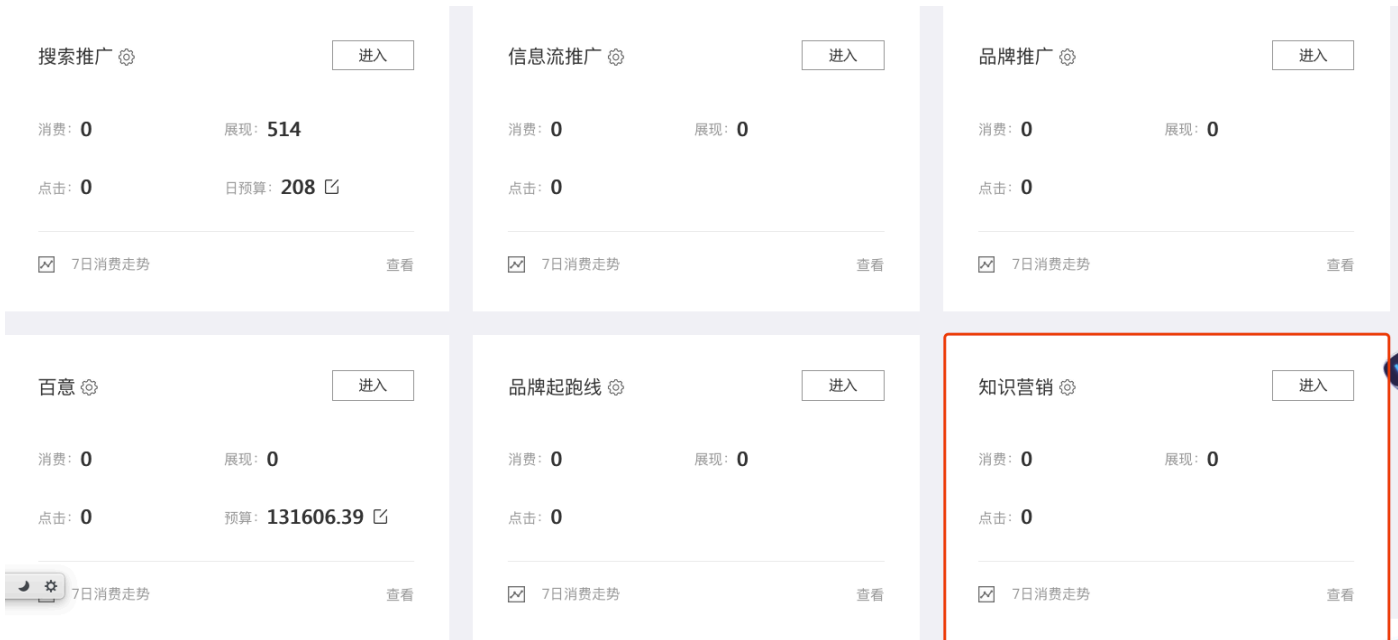 搜索推广 进入
消费: 0 展现: 514
点击: 0 日预算: 208
7日消费走势 查看
信息流推广 进入
消费: 0 展现: 0
点击: 0
7日消费走势 查看
品牌推广 进入
消费: 0 展现: 0
点击: 0
7日消费走势 查看
百意 进入
消费: 0 展现: 0
点击: 0 预算: 131606.39
7日消费走势 查看
品牌起跑线 进入
消费: 0 展现: 0
点击: 0
7日消费走势 查看
知识营销 进入
消费: 0 展现: 0
点击: 0
7日消费走势 查看